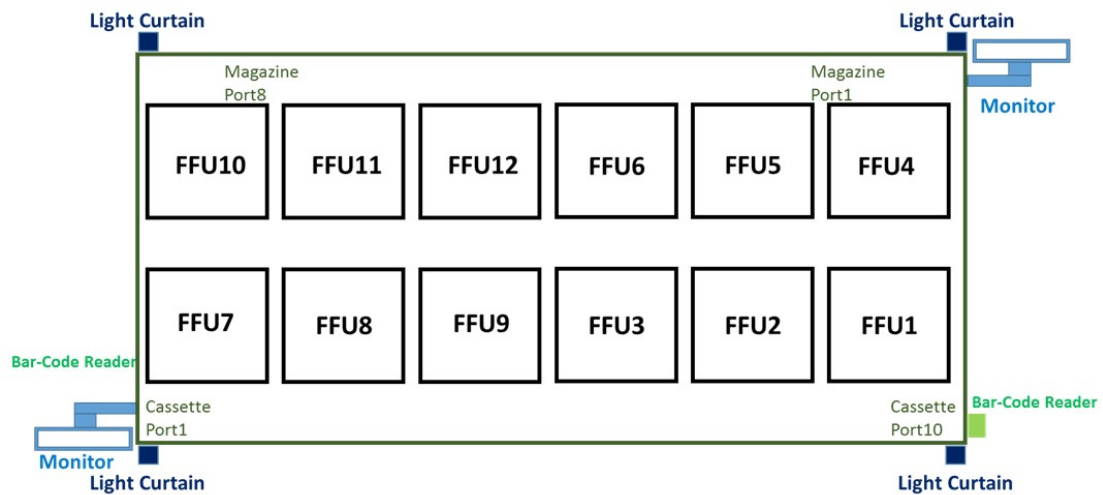 Light Curtain
Light Curtain
Magazine
Port8
Magazine
Port1
Monitor
FFU10
FFU11
FFU12
FFU6
FFU5
FFU4
FFU7
FFU8
FFU9
FFU3
FFU2
FFU1
Bar-Code Reader
Cassette
Port1
Cassette
Port10
Bar-Code Reader
Monitor
Light Curtain
Light Curtain